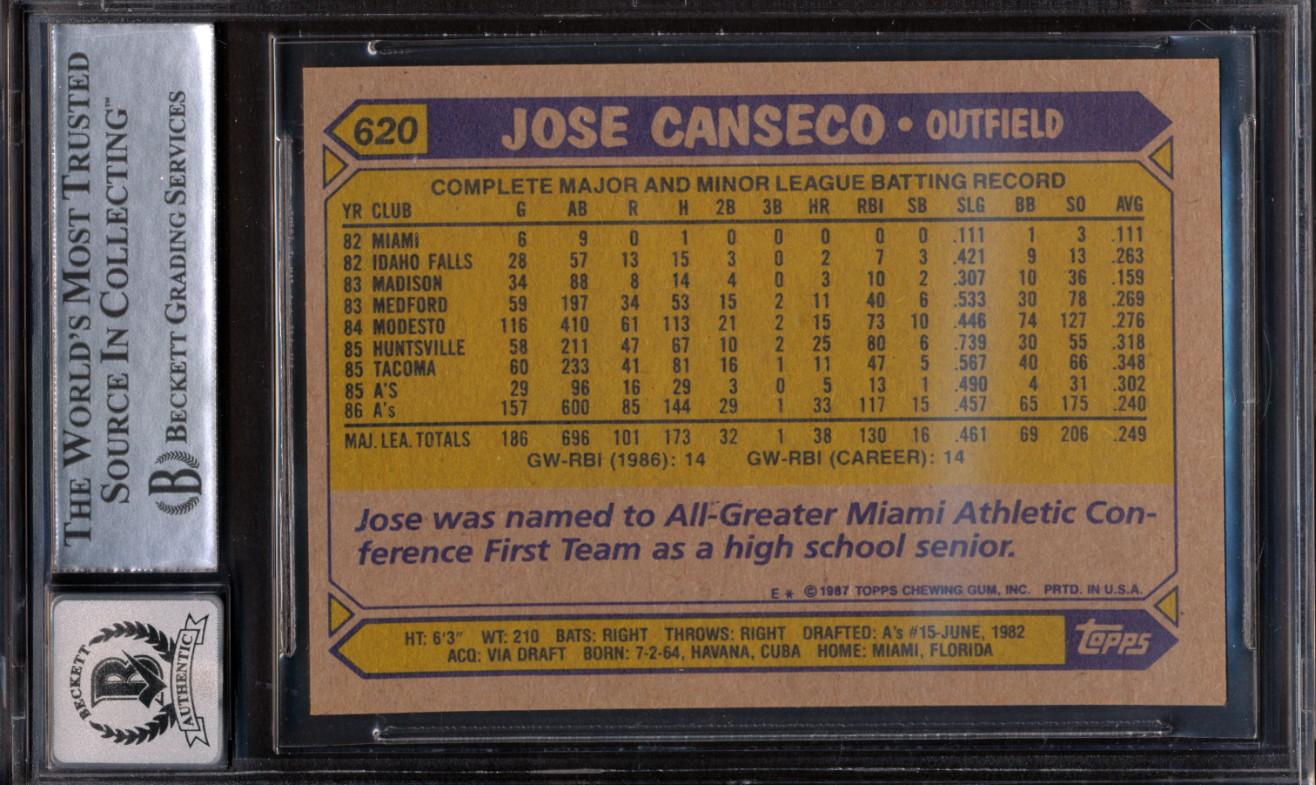 THE WORLD'S MOST TRUSTED
SOURCE IN COLLECTING™
B BECKETT GRADING SERVICES
BECKETT
B
AUTHENTIC
620 JOSE CANSECO • OUTFIELD
COMPLETE MAJOR AND MINOR LEAGUE BATTING RECORD
YR CLUB G AB R H 2B 3B HR RBI SB SLG BB SO AVG
82 MIAMI 6 9 0 1 0 0 0 0 0 .111 1 3 .111
82 IDAHO FALLS 28 57 13 15 3 0 2 7 3 .421 9 13 .263
83 MADISON 34 88 8 14 4 0 3 10 2 .307 10 36 .159
83 MEDFORD 59 197 34 53 15 2 11 40 6 .533 30 78 .269
84 MODESTO 116 410 61 113 21 2 15 73 10 .446 74 127 .276
85 HUNTSVILLE 58 211 47 67 10 2 25 80 6 .739 30 55 .318
85 TACOMA 60 233 41 81 16 1 11 47 5 .567 40 66 .348
85 A'S 29 96 16 29 3 0 5 13 1 .490 4 31 .302
86 A's 157 600 85 144 29 1 33 117 15 .457 65 175 .240
MAJ. LEA. TOTALS 186 696 101 173 32 1 38 130 16 .461 69 206 .249
GW-RBI (1986): 14 GW-RBI (CAREER): 14
Jose was named to All-Greater Miami Athletic Con-
ference First Team as a high school senior.
E * © 1987 TOPPS CHEWING GUM, INC. PRTD. IN U.S.A.
HT: 6'3" WT: 210 BATS: RIGHT THROWS: RIGHT DRAFTED: A's #15-JUNE, 1982
ACQ: VIA DRAFT BORN: 7-2-64, HAVANA, CUBA HOME: MIAMI, FLORIDA
topps